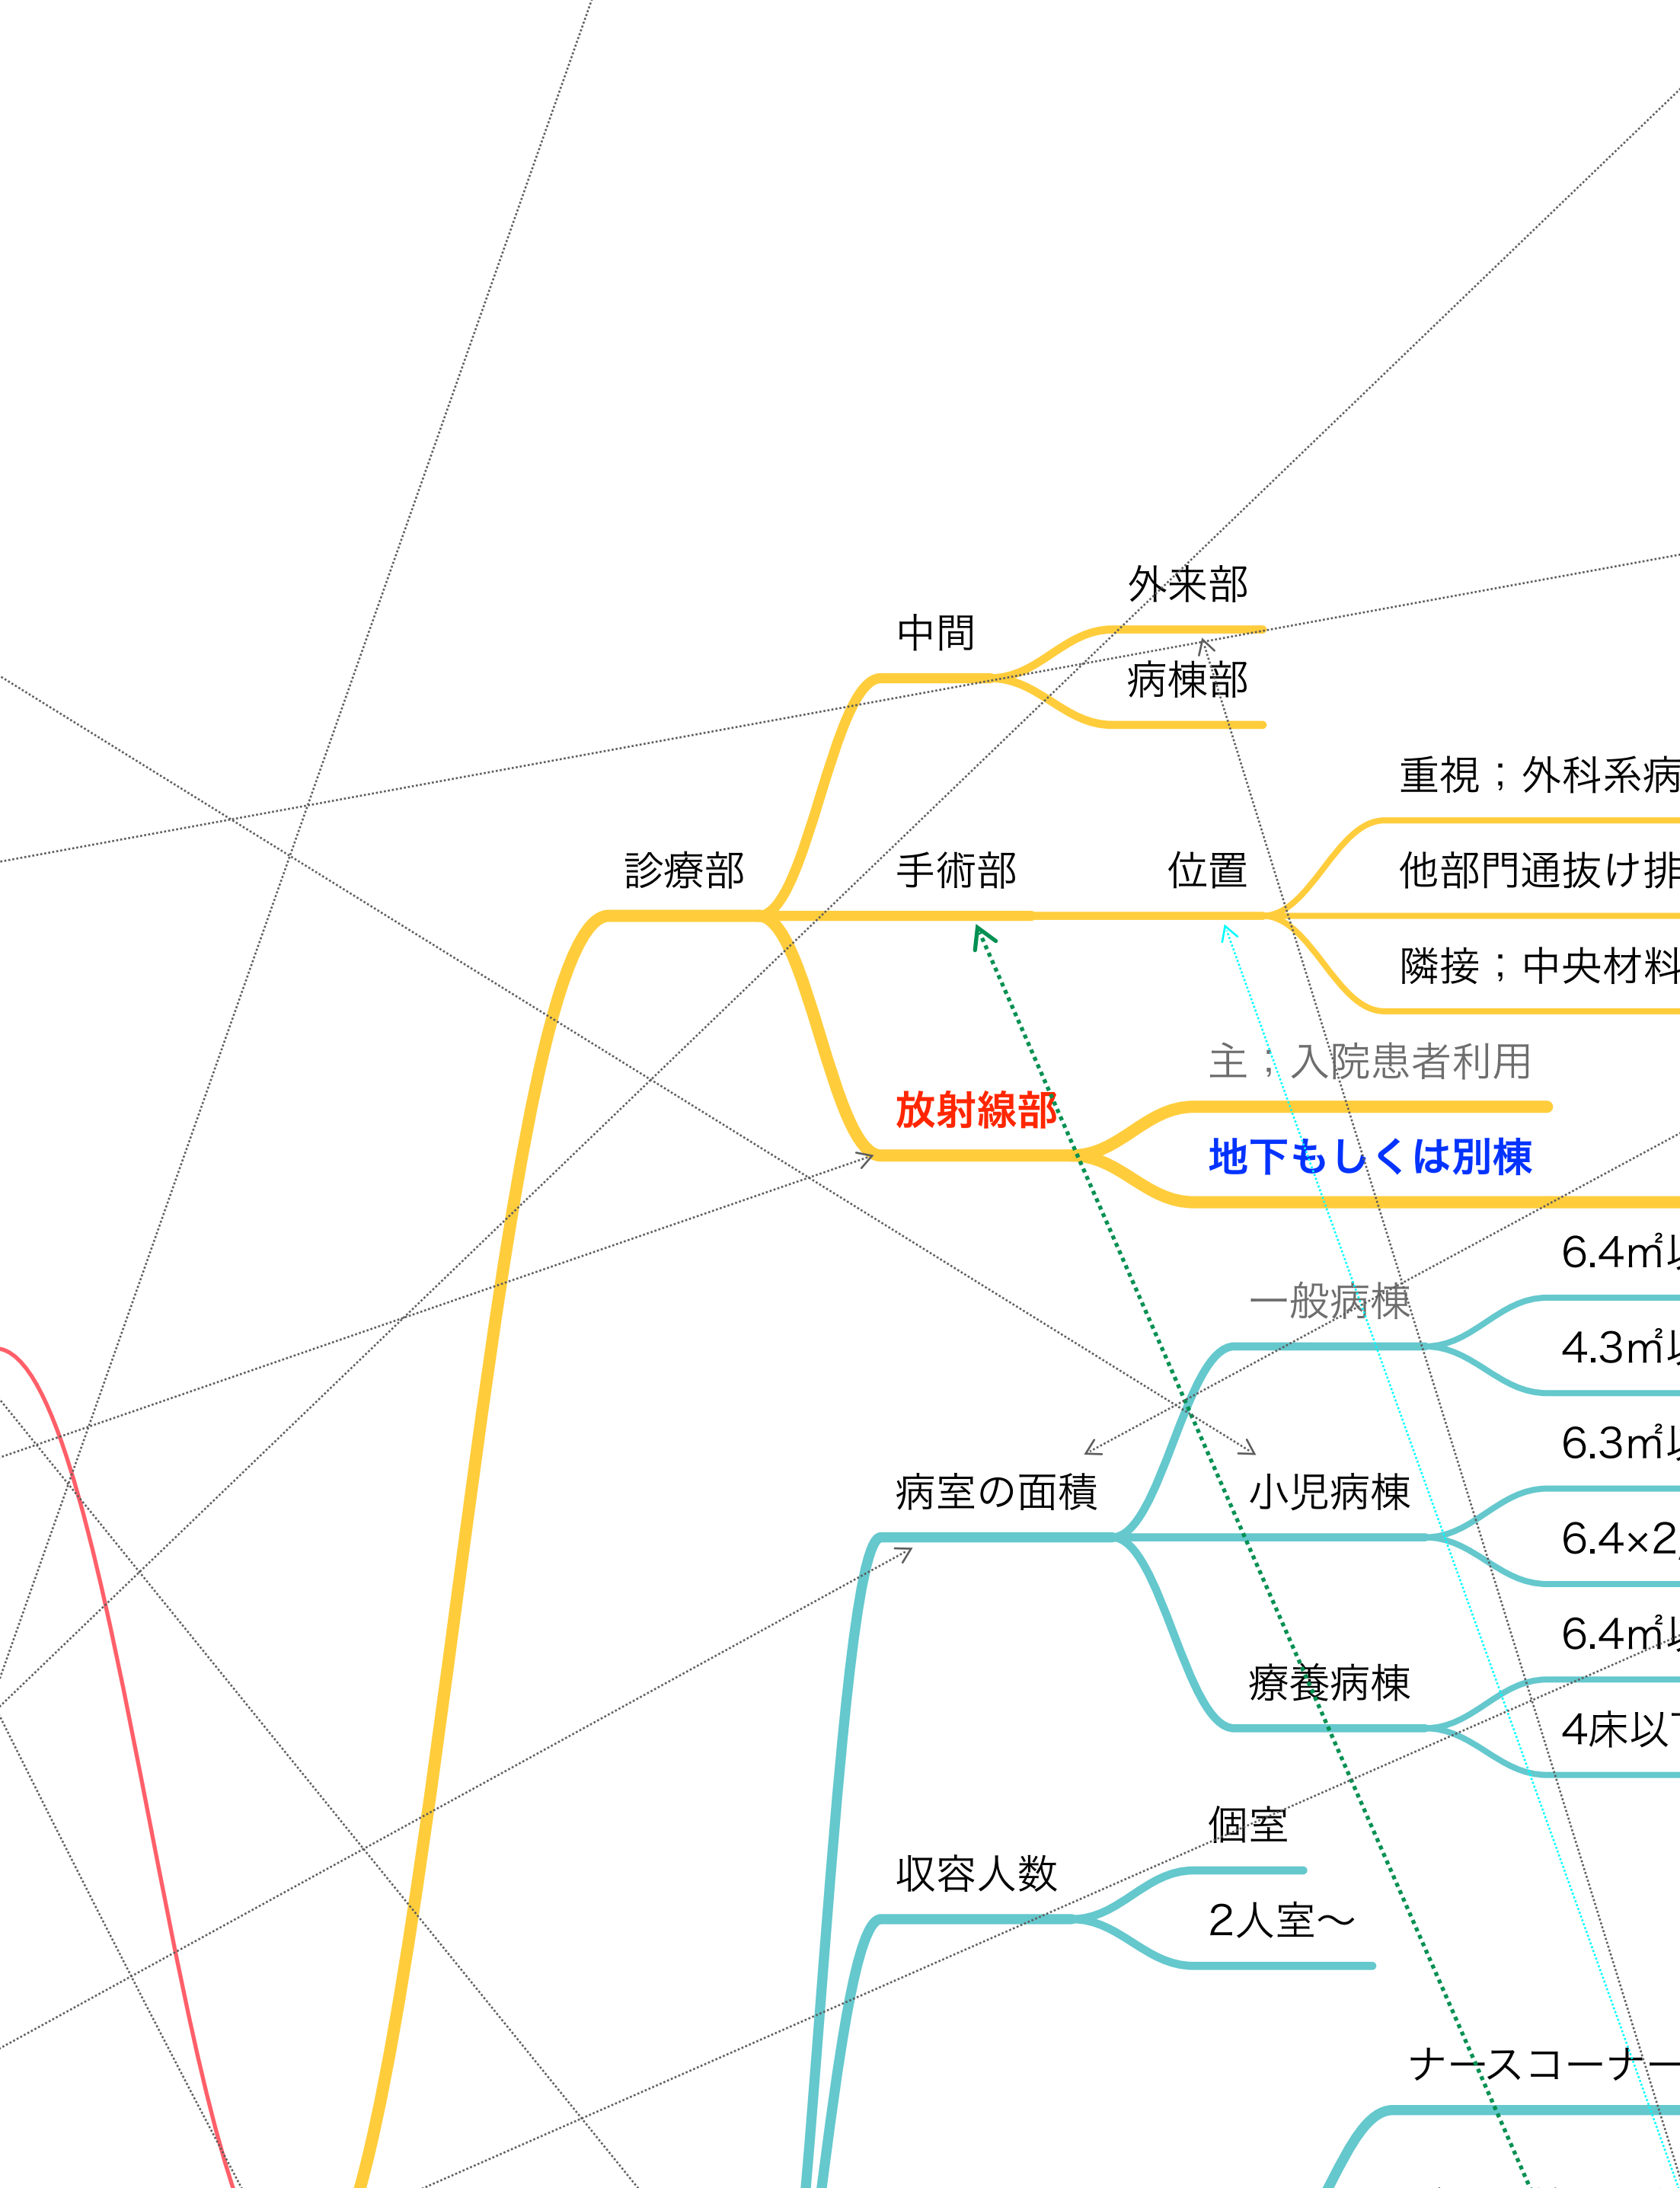 診療部
中間
外来部
病棟部
手術部
位置
重視；外科系病
他部門通抜け排
隣接；中央材料
放射線部
主；入院患者利用
地下もしくは別棟
病室の面積
一般病棟
6.4㎡以
4.3㎡以
小児病棟
6.3㎡以
6.4×2
療養病棟
6.4㎡以
4床以下
収容人数
個室
2人室〜
ナースコーナー